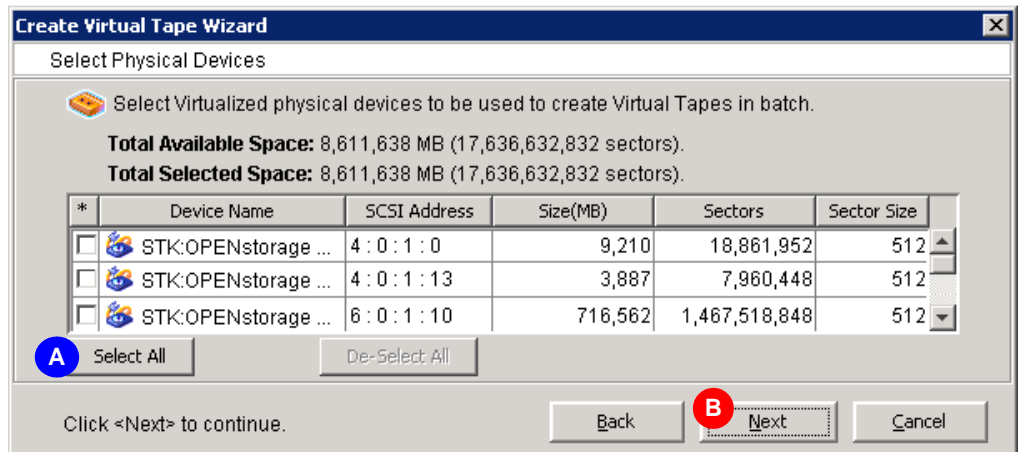 Create Virtual Tape Wizard
Select Physical Devices
Select Virtualized physical devices to be used to create Virtual Tapes in batch.
Total Available Space: 8,611,638 MB (17,636,632,832 sectors).
Total Selected Space: 8,611,638 MB (17,636,632,832 sectors).
* Device Name SCSI Address Size(MB) Sectors Sector Size
STK:OPENstorage ... 4 : 0 : 1 : 0 9,210 18,861,952 512
STK:OPENstorage ... 4 : 0 : 1 : 13 3,887 7,960,448 512
STK:OPENstorage ... 6 : 0 : 1 : 10 716,562 1,467,518,848 512
A Select All De-Select All
Click <Next> to continue. Back B Next Cancel